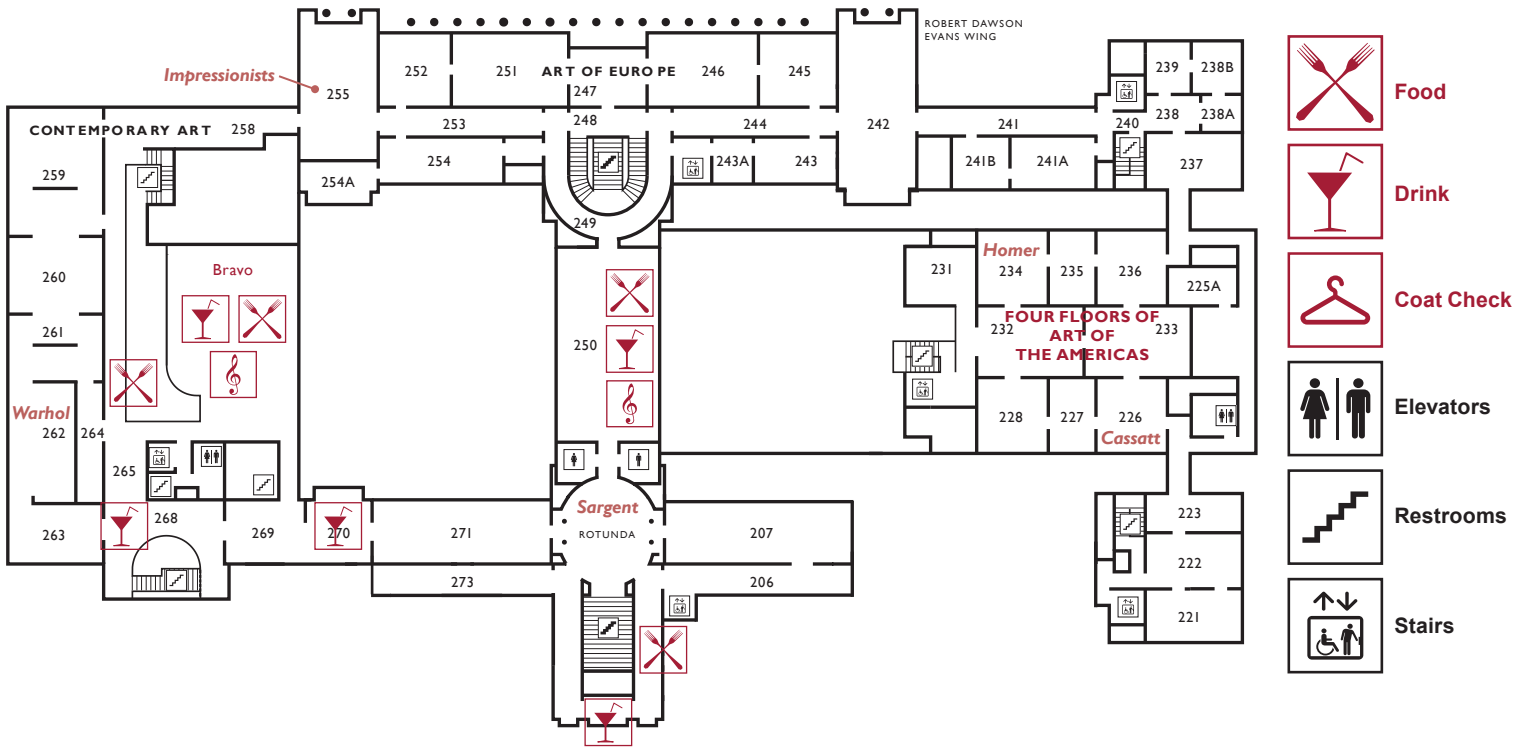 ROBERT DAWSON
EVANS WING
Impressionists
252
251
ART OF EUROPE
246
245
239
238B
255
247
Food
CONTEMPORARY ART
258
253
248
244
242
241
240
238
238A
254
243A
243
241B
241A
237
259
254A
Drink
249
Homer
260
Bravo
231
234
235
236
225A
Coat Check
261
250
232
FOUR FLOORS OF
ART OF
THE AMERICAS
233
Warhol
262
264
228
227
226
Cassatt
Elevators
265
Sargent
263
268
269
270
271
ROTUNDA
207
223
Restrooms
273
206
222
221
Stairs